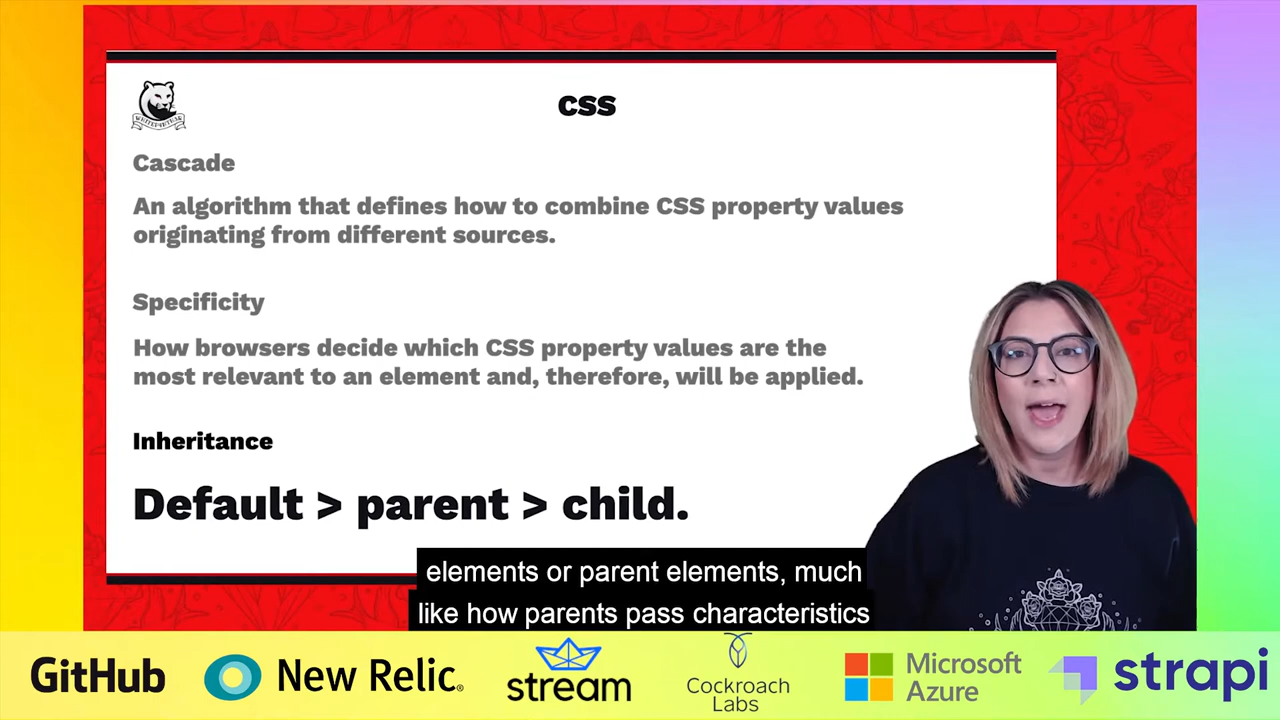 CSS
Cascade
An algorithm that defines how to combine CSS property values
originating from different sources.
Specificity
How browsers decide which CSS property values are the
most relevant to an element and, therefore, will be applied.
Inheritance
Default > parent > child.
elements or parent elements, much
like how parents pass characteristics
GitHub
New Relic®
stream
Cockroach
Labs
Microsoft
Azure
strapi